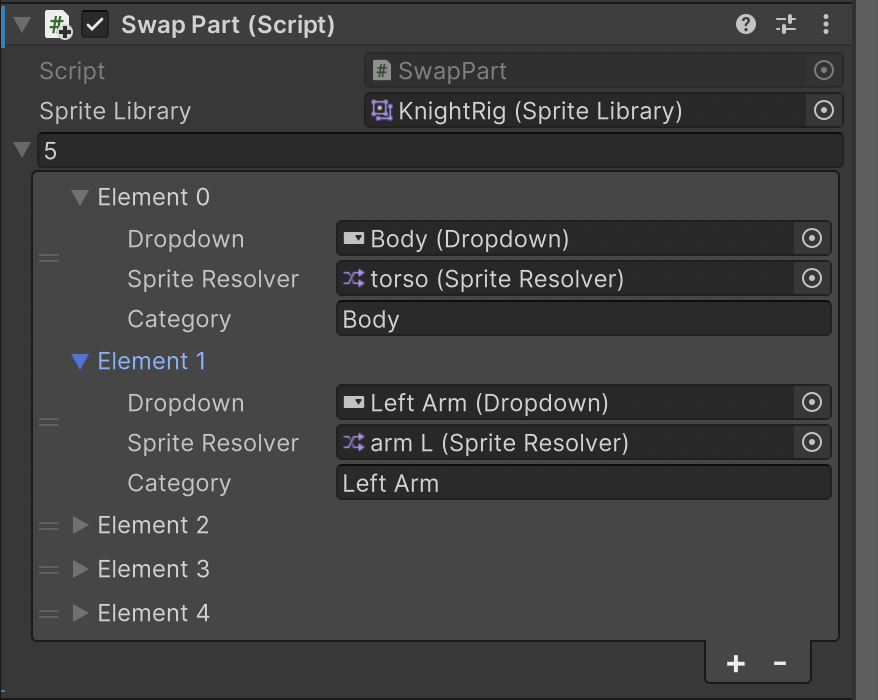 Swap Part (Script)
Script SwapPart
Sprite Library KnightRig (Sprite Library)
5
Element 0
Dropdown Body (Dropdown)
Sprite Resolver torso (Sprite Resolver)
Category Body
Element 1
Dropdown Left Arm (Dropdown)
Sprite Resolver arm L (Sprite Resolver)
Category Left Arm
Element 2
Element 3
Element 4